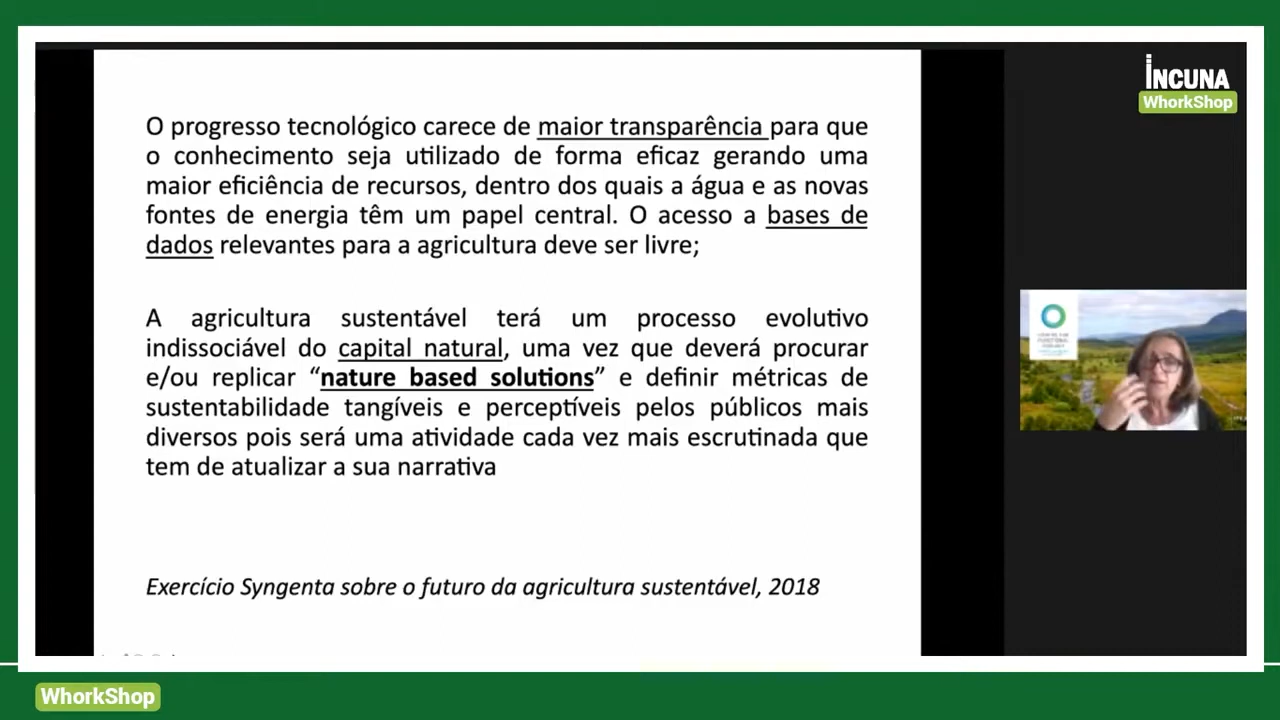 INCUNA
WhorkShop
O progresso tecnológico carece de maior transparência para que
o conhecimento seja utilizado de forma eficaz gerando uma
maior eficiência de recursos, dentro dos quais a água e as novas
fontes de energia têm um papel central. O acesso a bases de
dados relevantes para a agricultura deve ser livre;
A agricultura sustentável terá um processo evolutivo
indissociável do capital natural, uma vez que deverá procurar
e/ou replicar “nature based solutions” e definir métricas de
sustentabilidade tangíveis e perceptíveis pelos públicos mais
diversos pois será uma atividade cada vez mais escrutinada que
tem de atualizar a sua narrativa
Exercício Syngenta sobre o futuro da agricultura sustentável, 2018
WhorkShop